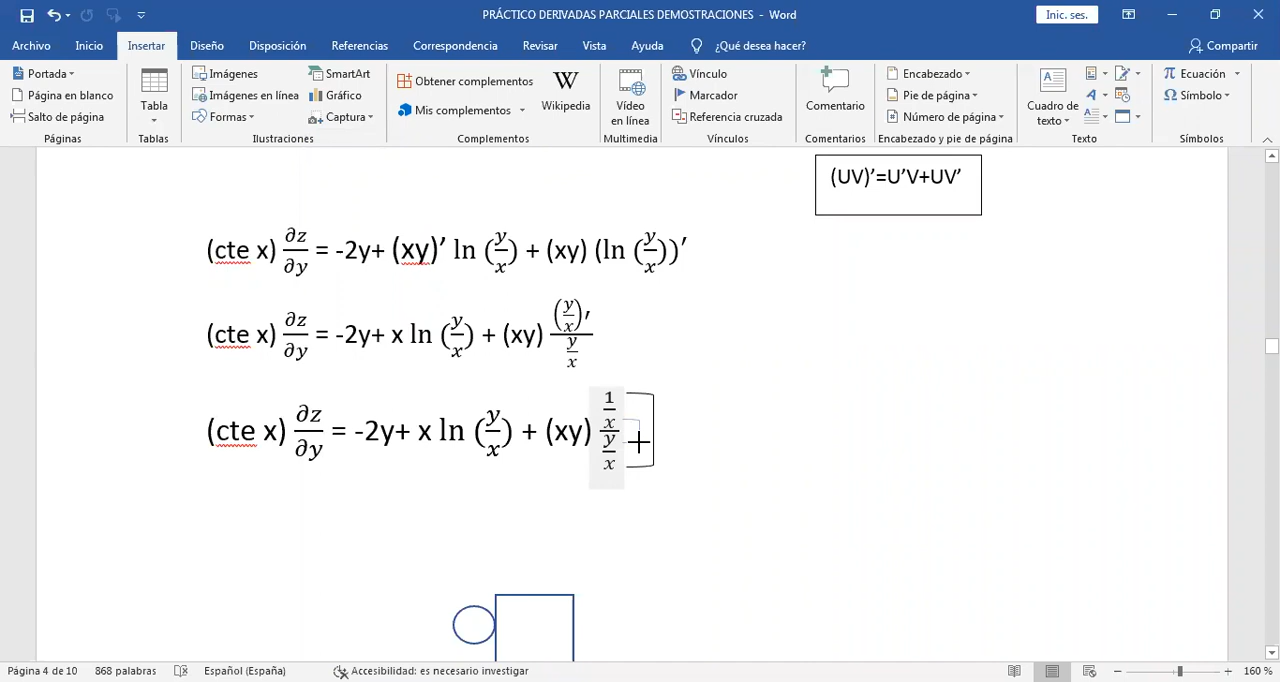 PRÁCTICO DERIVADAS PARCIALES DEMOSTRACIONES - Word
Inic. ses.
Archivo Inicio Insertar Diseño Disposición Referencias Correspondencia Revisar Vista Ayuda ¿Qué desea hacer? Compartir
Portada
Página en blanco
Salto de página
Páginas
Tabla
Tablas
Imágenes
Imágenes en línea
Formas
SmartArt
Gráfico
Captura
Ilustraciones
Obtener complementos
Mis complementos
W
Wikipedia
Complementos
Vídeo en línea
Multimedia
Vínculo
Marcador
Referencia cruzada
Vínculos
Comentario
Comentarios
Encabezado
Pie de página
Número de página
Encabezado y pie de página
A
Cuadro de texto
Texto
π Ecuación
Ω Símbolo
Símbolos
(UV)’=U’V+UV’
(cte x) ∂z/∂y = -2y+ (xy)’ ln (y/x) + (xy) (ln (y/x))′
(cte x) ∂z/∂y = -2y+ x ln (y/x) + (xy) (y/x)′/(y/x)
(cte x) ∂z/∂y = -2y+ x ln (y/x) + (xy) (1/x)/(y/x)
Página 4 de 10 868 palabras Español (España) Accesibilidad: es necesario investigar 160 %